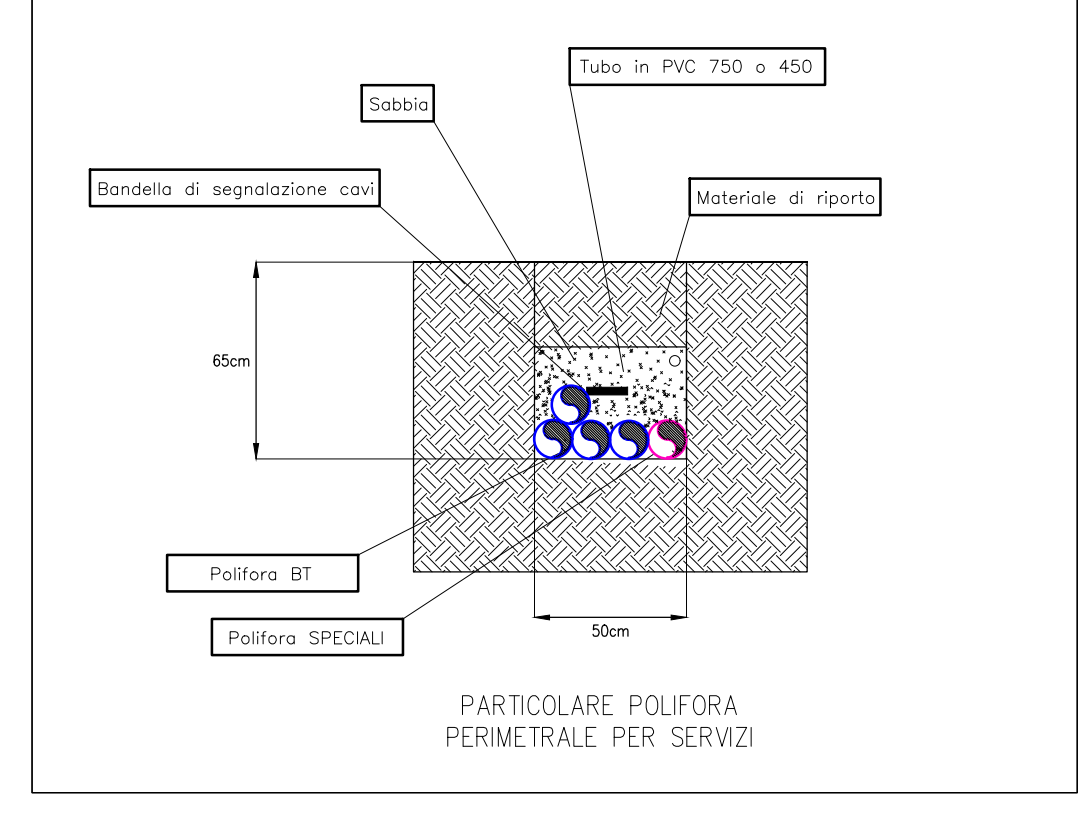 Tubo in PVC 750 o 450
Sabbia
Bandella di segnalazione cavi
Materiale di riporto
65cm
Polifora BT
50cm
Polifora SPECIALI
PARTICOLARE POLIFORA
PERIMETRALE PER SERVIZI